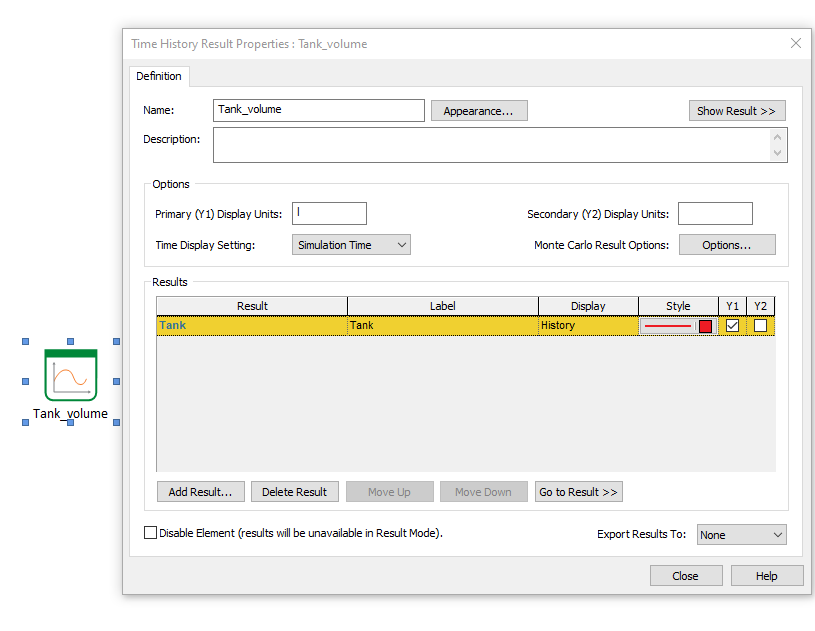 Time History Result Properties : Tank_volume
Definition
Name: Tank_volume Appearance... Show Result >>
Description:
Options
Primary (Y1) Display Units: l Secondary (Y2) Display Units:
Time Display Setting: Simulation Time Monte Carlo Result Options: Options...
Results
Result Label Display Style Y1 Y2
Tank Tank History
Tank_volume
Add Result... Delete Result Move Up Move Down Go to Result >>
Disable Element (results will be unavailable in Result Mode). Export Results To: None
Close Help